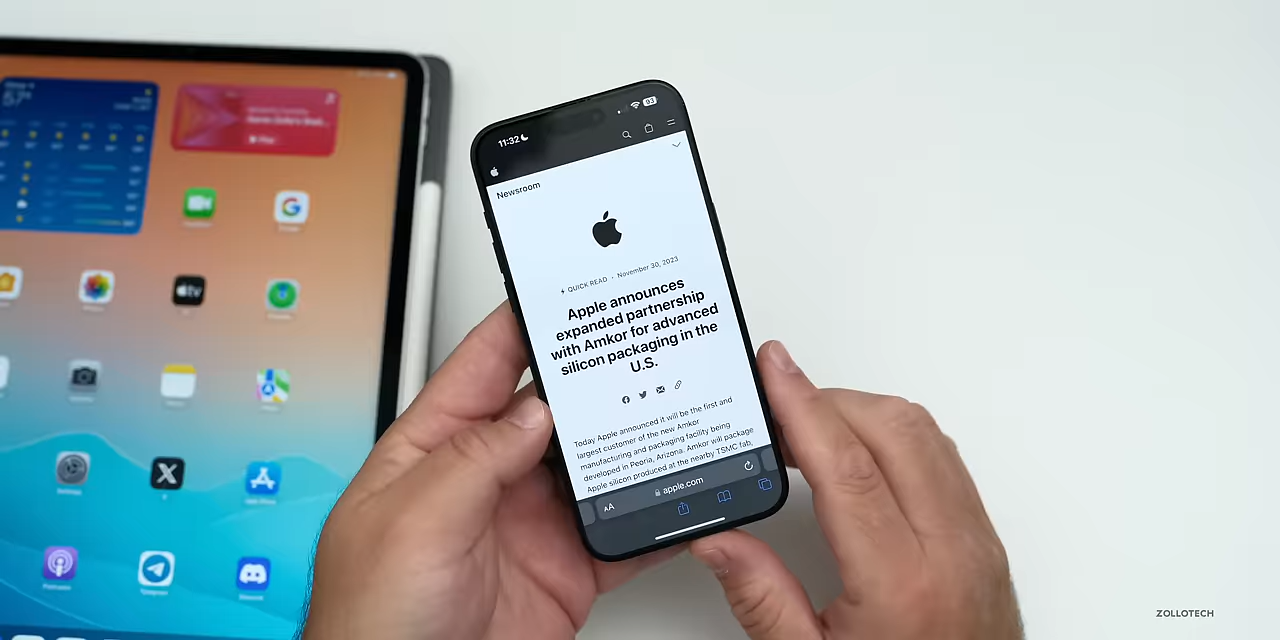 57°
tv
11:32
93
Newsroom
QUICK READ · November 30, 2023
Apple announces
expanded partnership
with Amkor for advanced
silicon packaging in the
U.S.
Today Apple announced it will be the first and
largest customer of the new Amkor
manufacturing and packaging facility being
developed in Peoria, Arizona. Amkor will package
Apple silicon produced at the nearby TSMC fab,
AA
apple.com
ZOLLOTECH